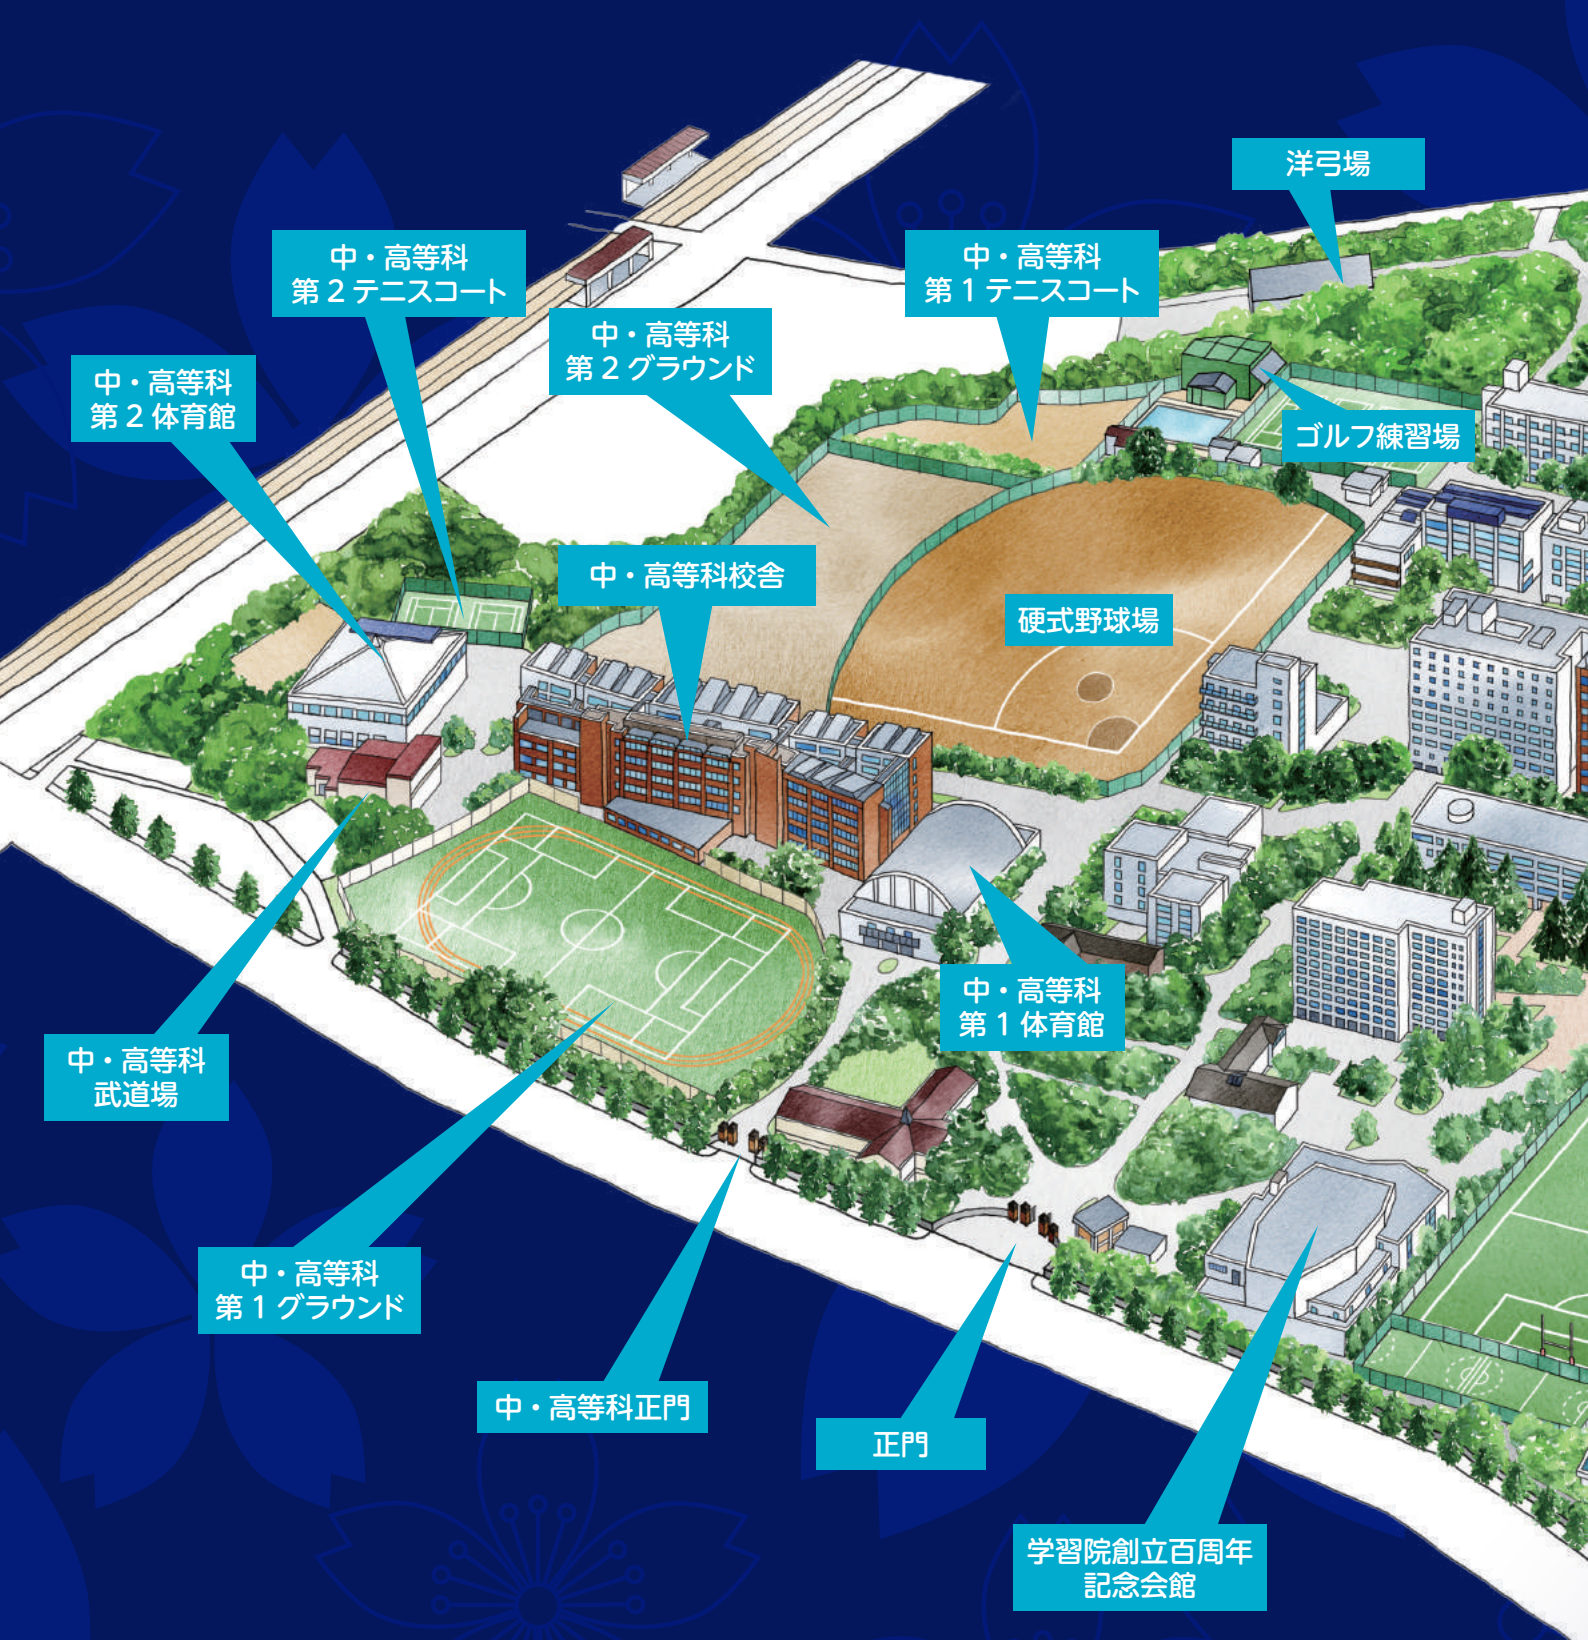 洋弓場
中・高等科
第2テニスコート
中・高等科
第1テニスコート
中・高等科
第2グラウンド
中・高等科
第2体育館
ゴルフ練習場
中・高等科校舎
硬式野球場
中・高等科
第1体育館
中・高等科
武道場
中・高等科
第1グラウンド
中・高等科正門
正門
学習院創立百周年
記念会館